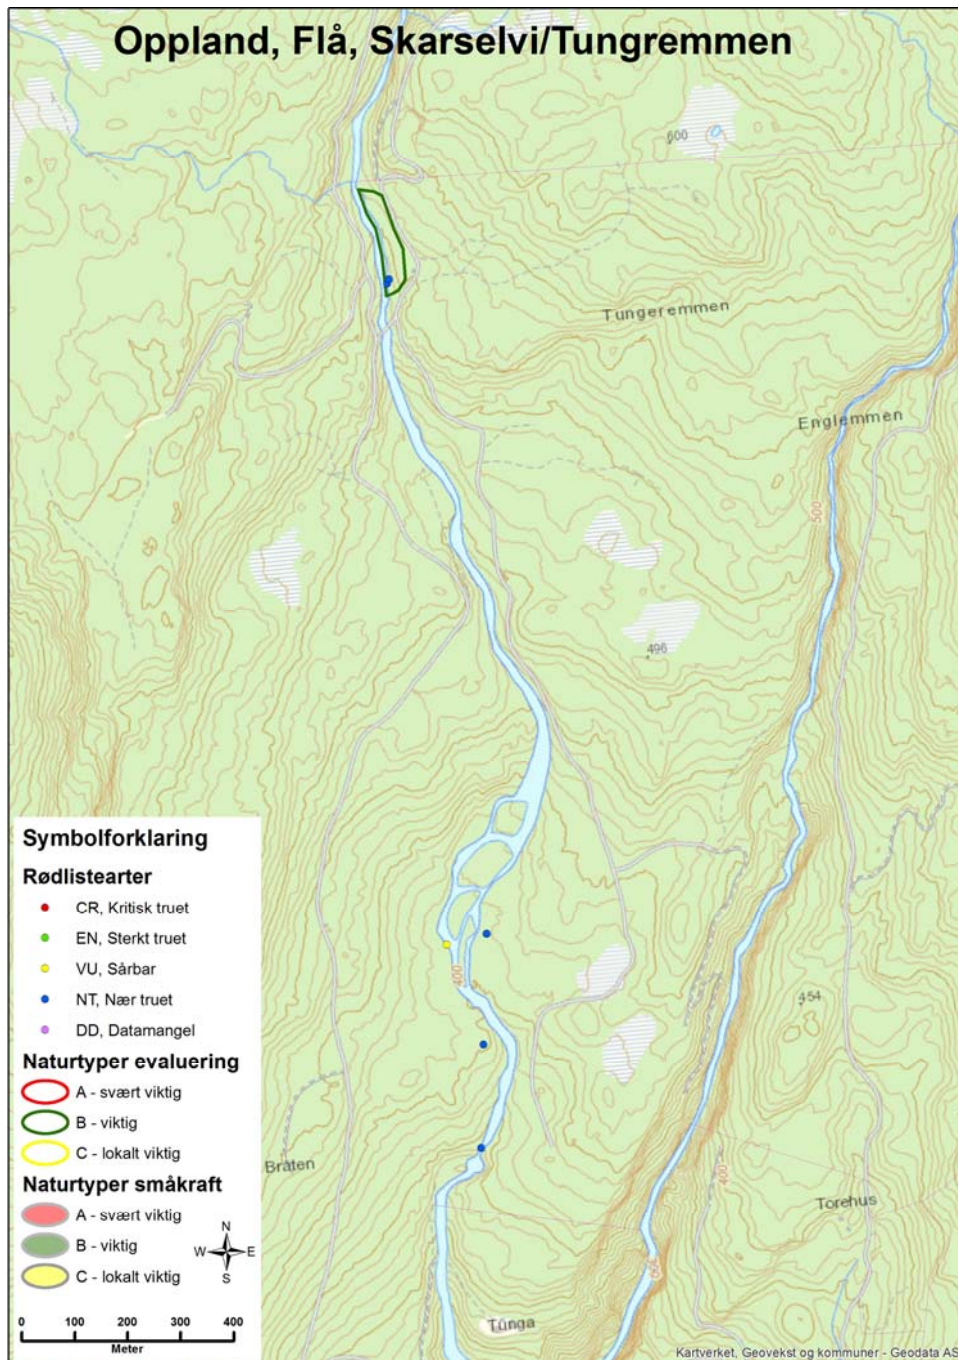 Oppland, Flå, Skarselvi/Tungremmen
600
Tungeremmen
Englemmen
500
496
400
454
400
Bråten
Torehus
300
Tunga
Symbolforklaring
Rødlistearter
CR, Kritisk truet
EN, Sterkt truet
VU, Sårbar
NT, Nær truet
DD, Datamangel
Naturtyper evaluering
A - svært viktig
B - viktig
C - lokalt viktig
Naturtyper småkraft
A - svært viktig
B - viktig
C - lokalt viktig
N
W E
S
0 100 200 300 400
Meter
Kartverket, Geovekst og kommuner - Geodata AS